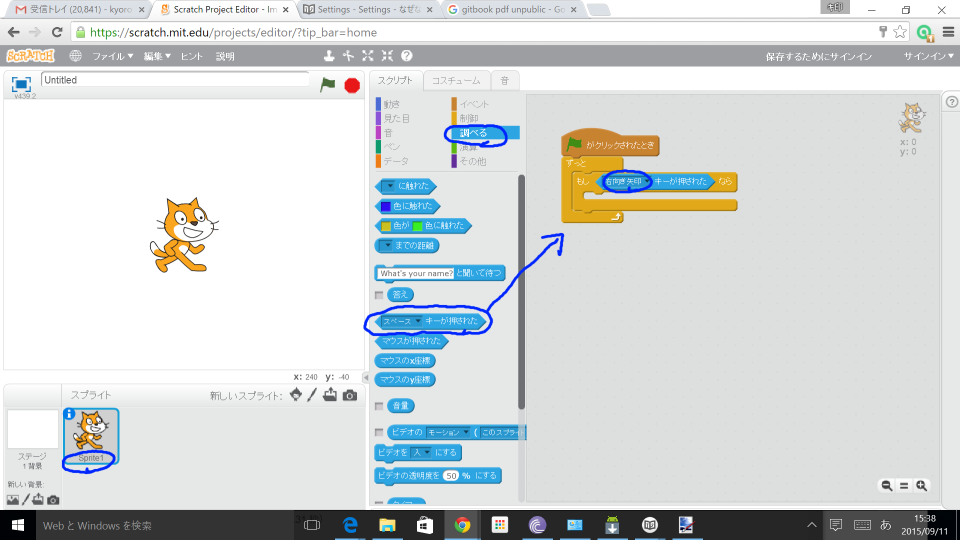 受信トレイ (20,841) - kyoro
Scratch Project Editor - Im
Settings - Settings - なぜな
gitbook pdf unpublic - Go
矢印
https://scratch.mit.edu/projects/editor/?tip_bar=home
SCRATCH
ファイル▼
編集▼
ヒント
説明
保存するためにサインイン
サインイン▼
Untitled
v439.2
スクリプト
コスチューム
音
動き
イベント
見た目
制御
音
調べる
ペン
演算
データ
その他
に触れた
色に触れた
色が
色に触れた
までの距離
What's your name?
と聞いて待つ
答え
スペース
キーが押された
マウスが押された
マウスのx座標
マウスのy座標
音量
ビデオの
モーション
(このスプライ
ビデオを
入
にする
ビデオの透明度を
50
% にする
がクリックされたとき
ずっと
もし
右向き矢印
キーが押された
なら
x: 0
y: 0
x: 240 y: -40
スプライト
新しいスプライト:
ステージ
1 背景
新しい背景:
Sprite1
Web と Windows を検索
あ
15:38
2015/09/11